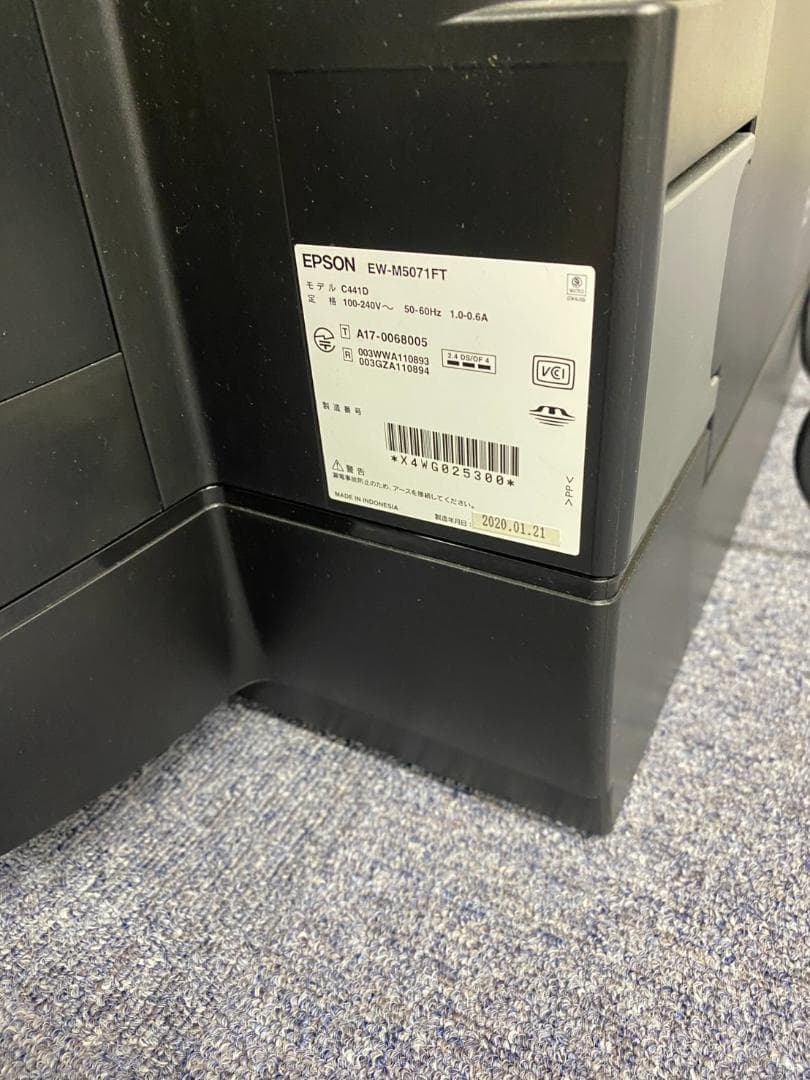 EPSON EW-M5071FT
モデル C441D
定 格 100-240V〜 50-60Hz 1.0-0.6A
T A17-0068005
R 003WWA110893
003GZA110894
2.4 DS/OF 4
VCI
製造番号
*X4WG025300*
警告
漏電事故防止のため、アースを接続してください。
MADE IN INDONESIA
製造年月日: 2020.01.21
>PP<